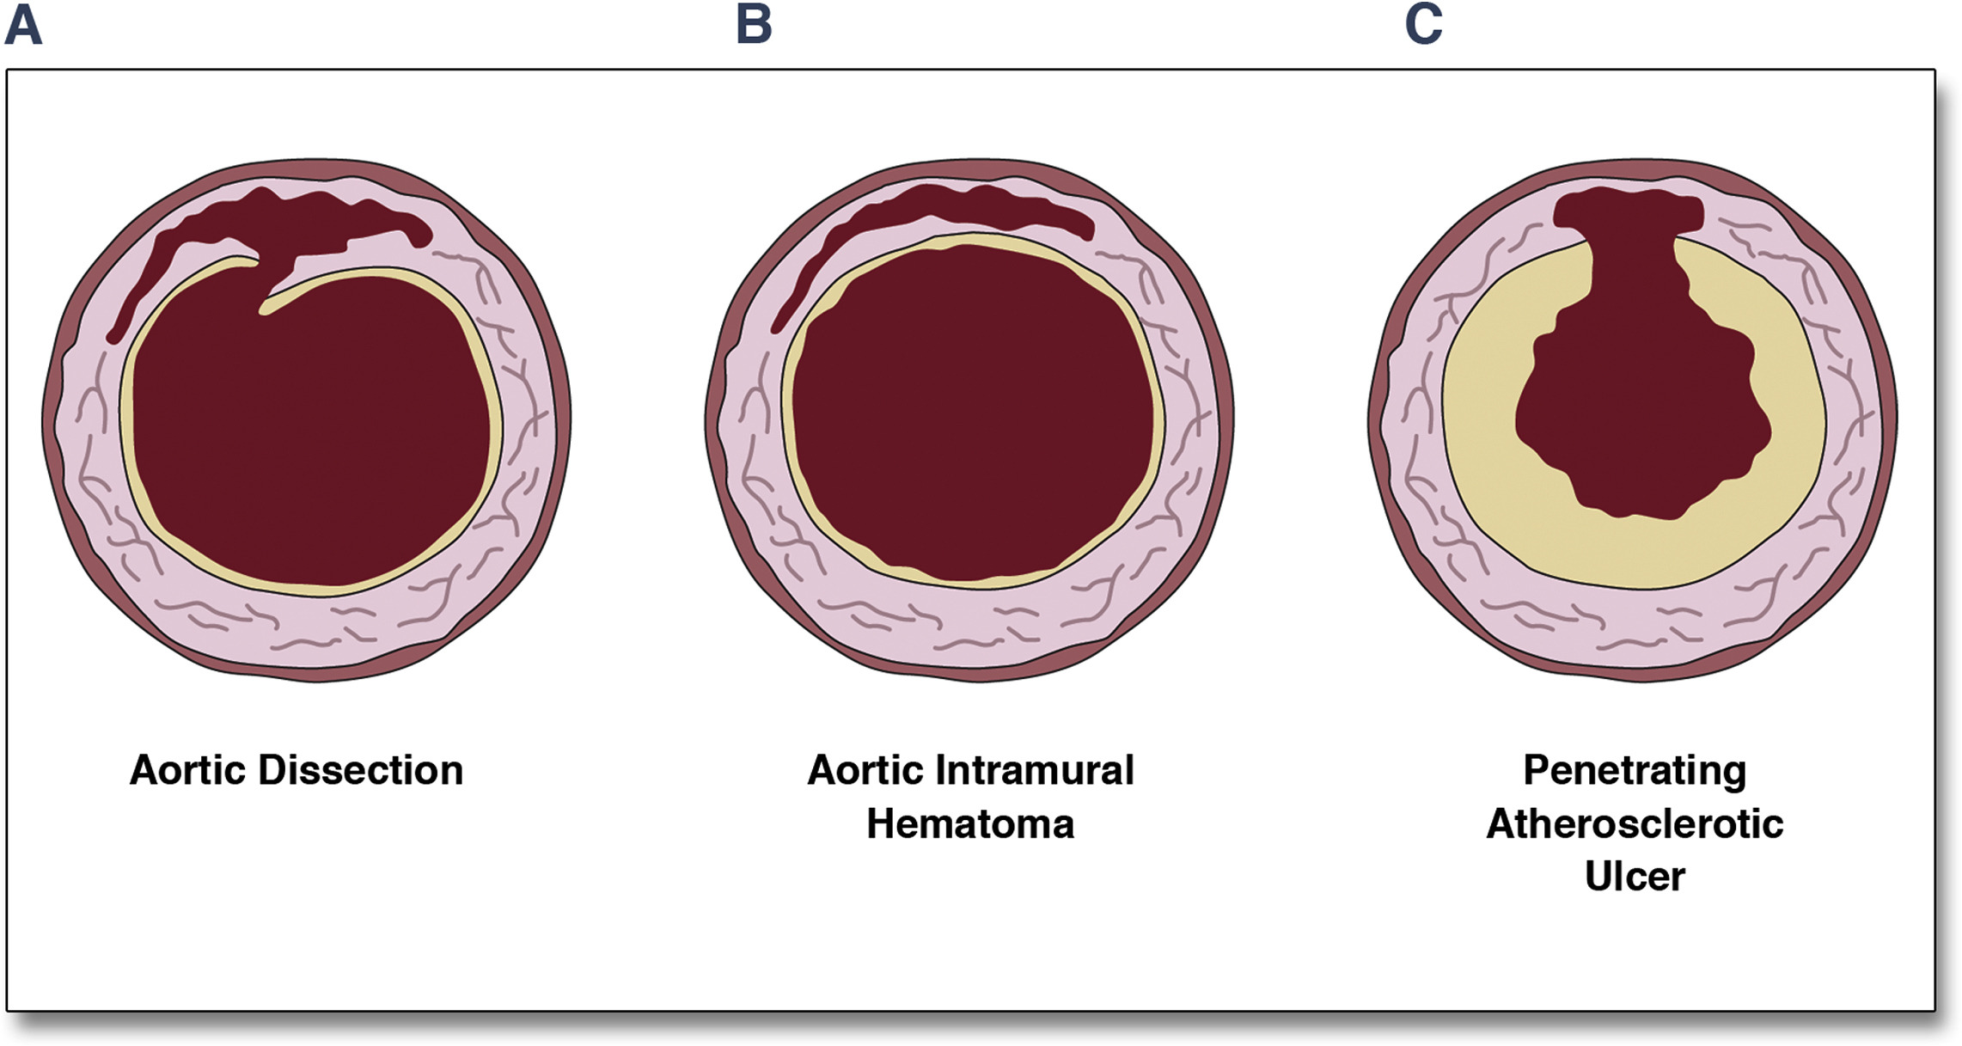 A
B
C
Aortic Dissection
Aortic Intramural
Hematoma
Penetrating
Atherosclerotic
Ulcer